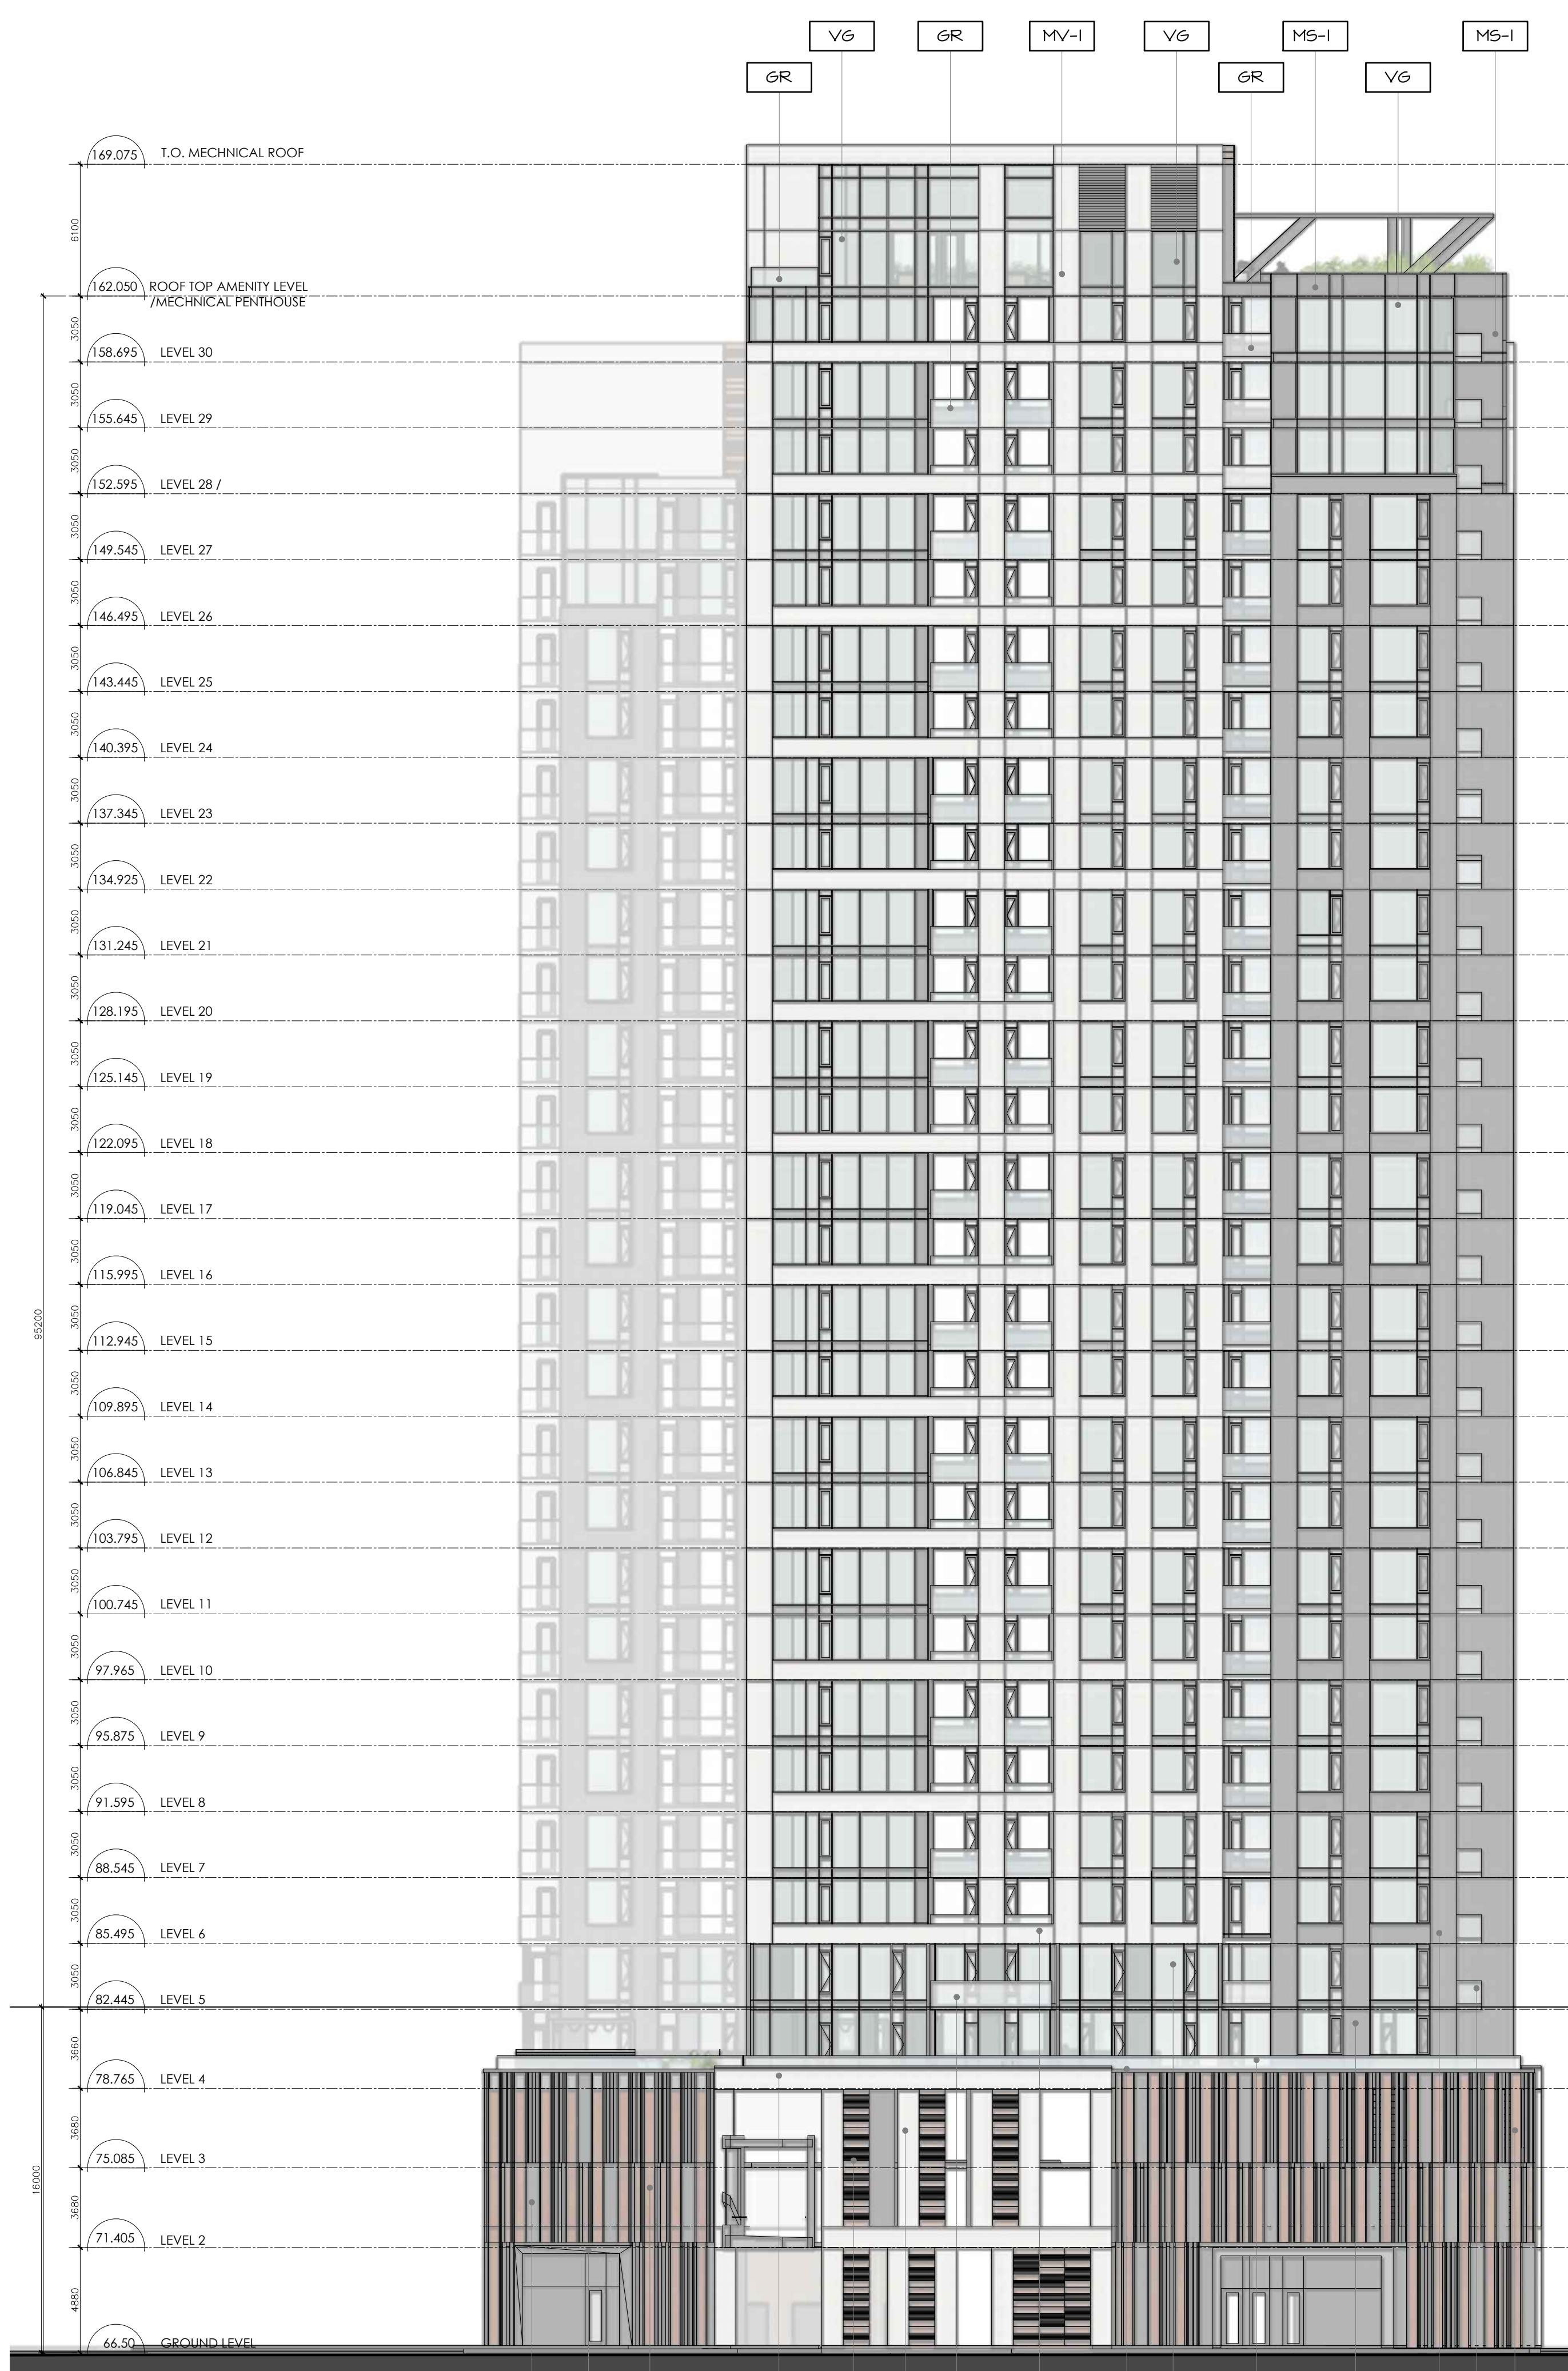 VG GR MV-1 VG MS-1 MS-1
GR GR VG
169.075 T.O. MECHNICAL ROOF
6100
162.050 ROOF TOP AMENITY LEVEL
/MECHNICAL PENTHOUSE
3050
158.695 LEVEL 30
3050
155.645 LEVEL 29
3050
152.595 LEVEL 28 /
3050
149.545 LEVEL 27
3050
146.495 LEVEL 26
3050
143.445 LEVEL 25
3050
140.395 LEVEL 24
3050
137.345 LEVEL 23
3050
134.925 LEVEL 22
3050
131.245 LEVEL 21
3050
128.195 LEVEL 20
3050
125.145 LEVEL 19
3050
122.095 LEVEL 18
3050
119.045 LEVEL 17
3050
115.995 LEVEL 16
95200
3050
112.945 LEVEL 15
3050
109.895 LEVEL 14
3050
106.845 LEVEL 13
3050
103.795 LEVEL 12
3050
100.745 LEVEL 11
3050
97.965 LEVEL 10
3050
95.875 LEVEL 9
3050
91.595 LEVEL 8
3050
88.545 LEVEL 7
3050
85.495 LEVEL 6
3050
82.445 LEVEL 5
3660
78.765 LEVEL 4
3680
75.085 LEVEL 3
16000
3680
71.405 LEVEL 2
4880
66.50 GROUND LEVEL